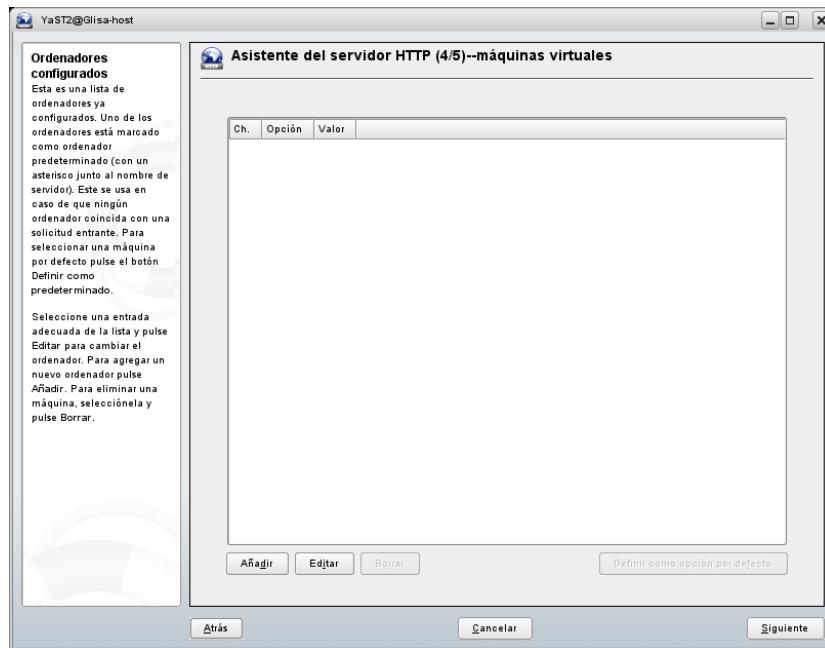 YaST2@Glisa-host
Ordenadores
configurados
Esta es una lista de
ordenadores ya
configurados. Uno de los
ordenadores está marcado
como ordenador
predeterminado (con un
asterisco junto al nombre de
servidor). Este se usa en
caso de que ningún
ordenador coincida con una
solicitud entrante. Para
seleccionar una máquina
por defecto pulse el botón
Definir como
predeterminado.
Seleccione una entrada
adecuada de la lista y pulse
Editar para cambiar el
ordenador. Para agregar un
nuevo ordenador pulse
Añadir. Para eliminar una
máquina, selecciónela y
pulse Borrar.
Asistente del servidor HTTP (4/5)--máquinas virtuales
Ch. Opción Valor
Añadir Editar Borrar Definir como opción por defecto
Atrás Cancelar Siguiente